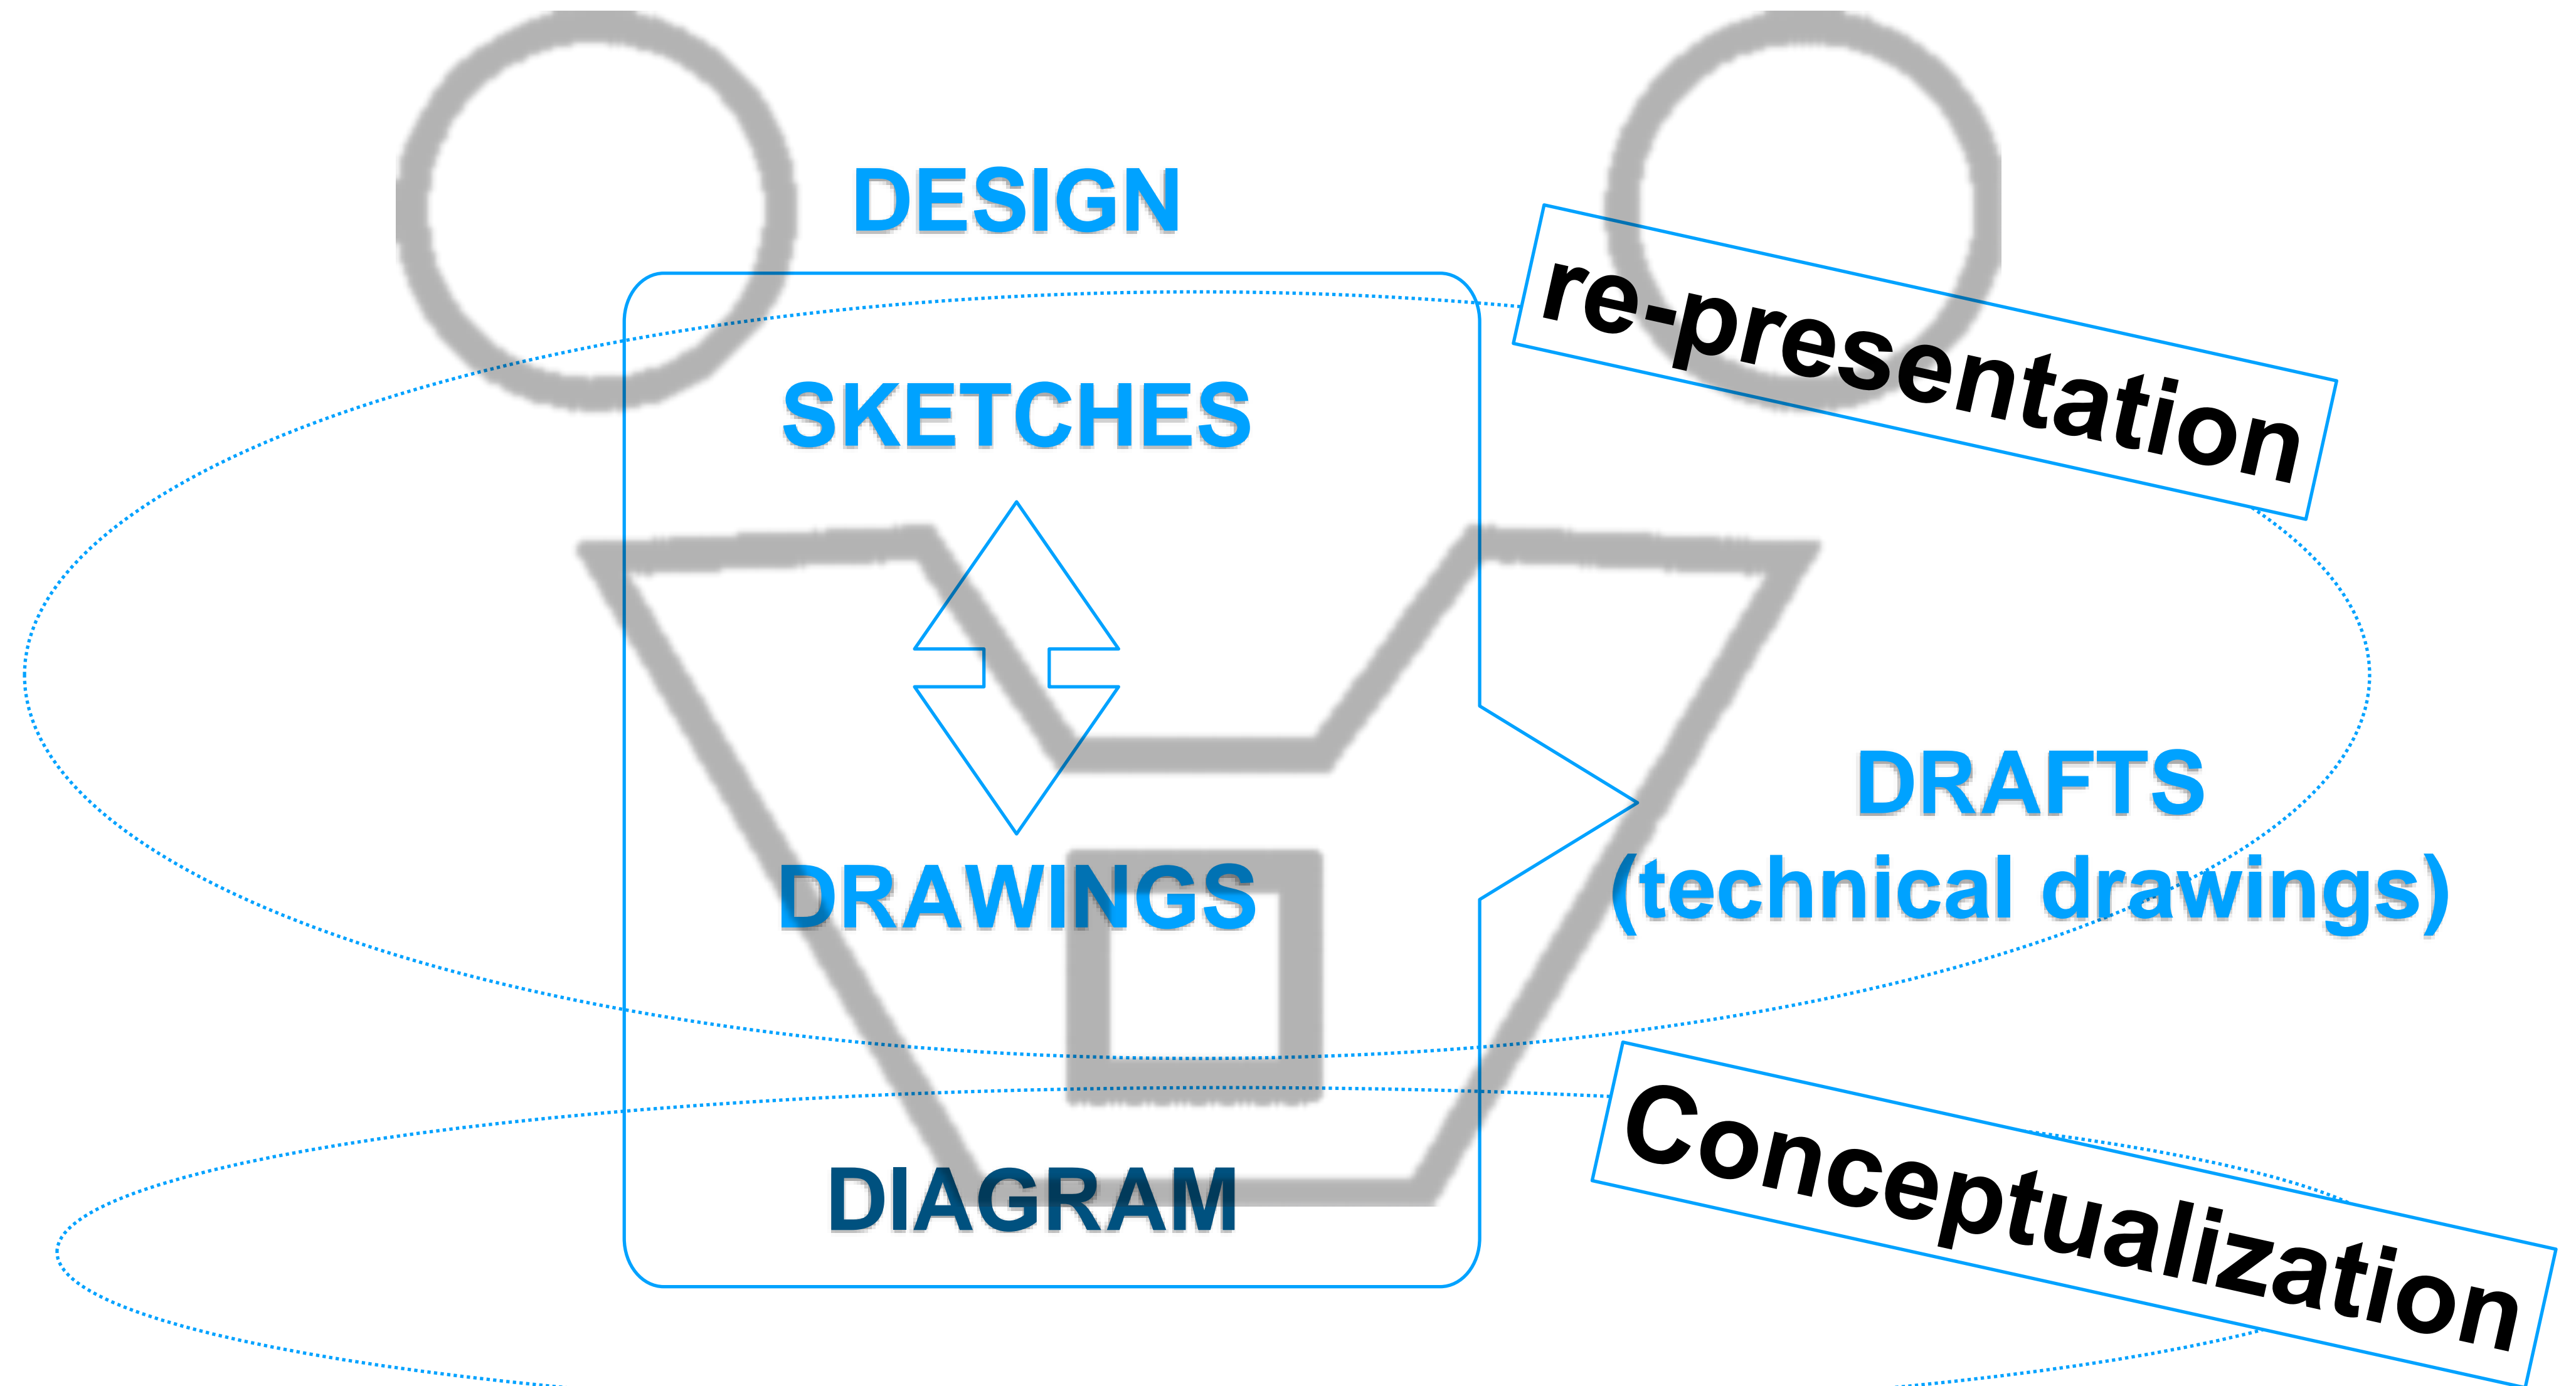 DESIGN
re-presentation
SKETCHES
DRAWINGS
DRAFTS
(technical drawings)
DIAGRAM
Conceptualization